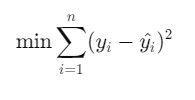 min ∑_{i=1}^{n} (y_i − ŷ_i)²